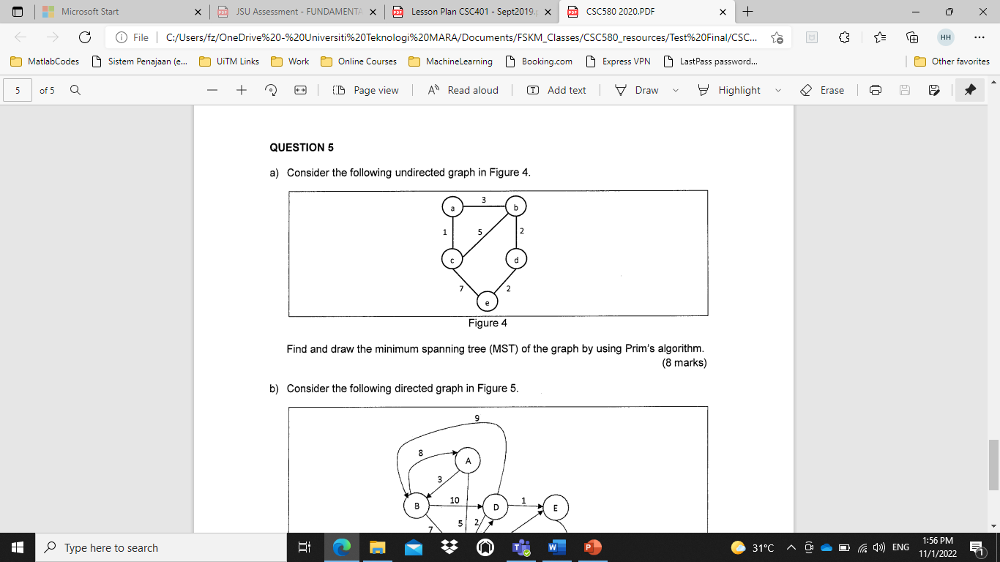 Microsoft Start
JSU Assessment - FUNDAMENTA
Lesson Plan CSC401 - Sept2019.p
CSC580 2020.PDF
File
C:/Users/fz/OneDrive%20-%20Universiti%20Teknologi%20MARA/Documents/FSKM_Classes/CSC580_resources/Test%20Final/CSC...
HH
MatlabCodes
Sistem Penajaan (e...
UiTM Links
Work
Online Courses
MachineLearning
Booking.com
Express VPN
LastPass password...
Other favorites
5 of 5
Page view
Read aloud
Add text
Draw
Highlight
Erase
QUESTION 5
a) Consider the following undirected graph in Figure 4.
3
a
b
1
5
2
c
d
7
2
e
Figure 4
Find and draw the minimum spanning tree (MST) of the graph by using Prim's algorithm.
(8 marks)
b) Consider the following directed graph in Figure 5.
9
8
A
3
B
10
D
1
E
7
5
2
Type here to search
31°C
ENG
1:56 PM
11/1/2022
1